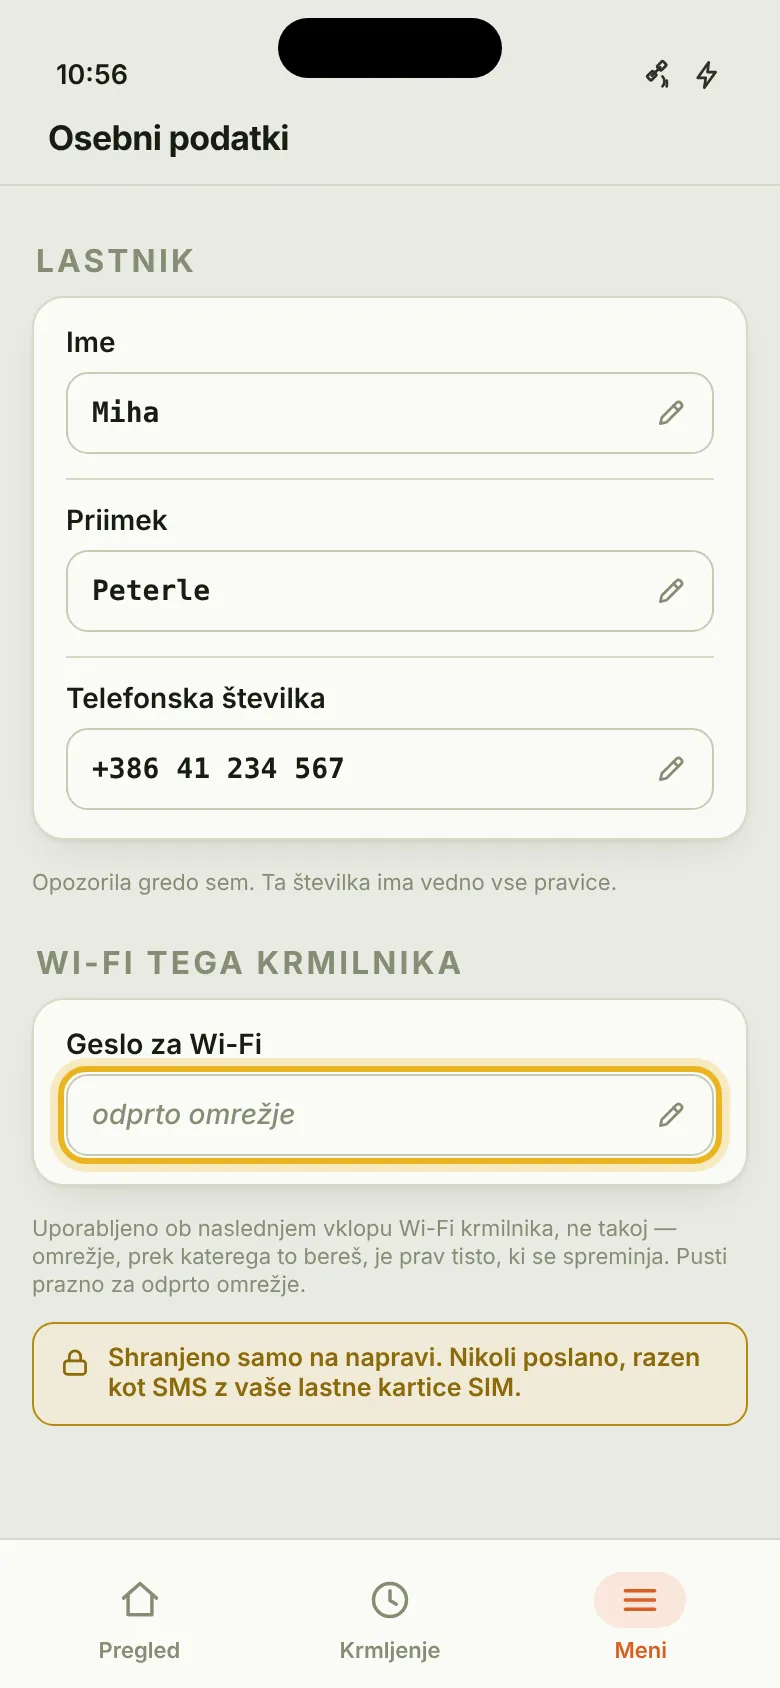 10:56
Osebni podatki
LASTNIK
Ime
Miha
Priimek
Peterle
Telefonska številka
+386 41 234 567
Opozorila gredo sem. Ta številka ima vedno vse pravice.
WI-FI TEGA KRMILNIKA
Geslo za Wi-Fi
odprto omrežje
Uporabljeno ob naslednjem vklopu Wi-Fi krmilnika, ne takoj —
omrežje, prek katerega to bereš, je prav tisto, ki se spreminja. Pusti
prazno za odprto omrežje.
Shranjeno samo na napravi. Nikoli poslano, razen
kot SMS z vaše lastne kartice SIM.
Pregled
Krmljenje
Meni